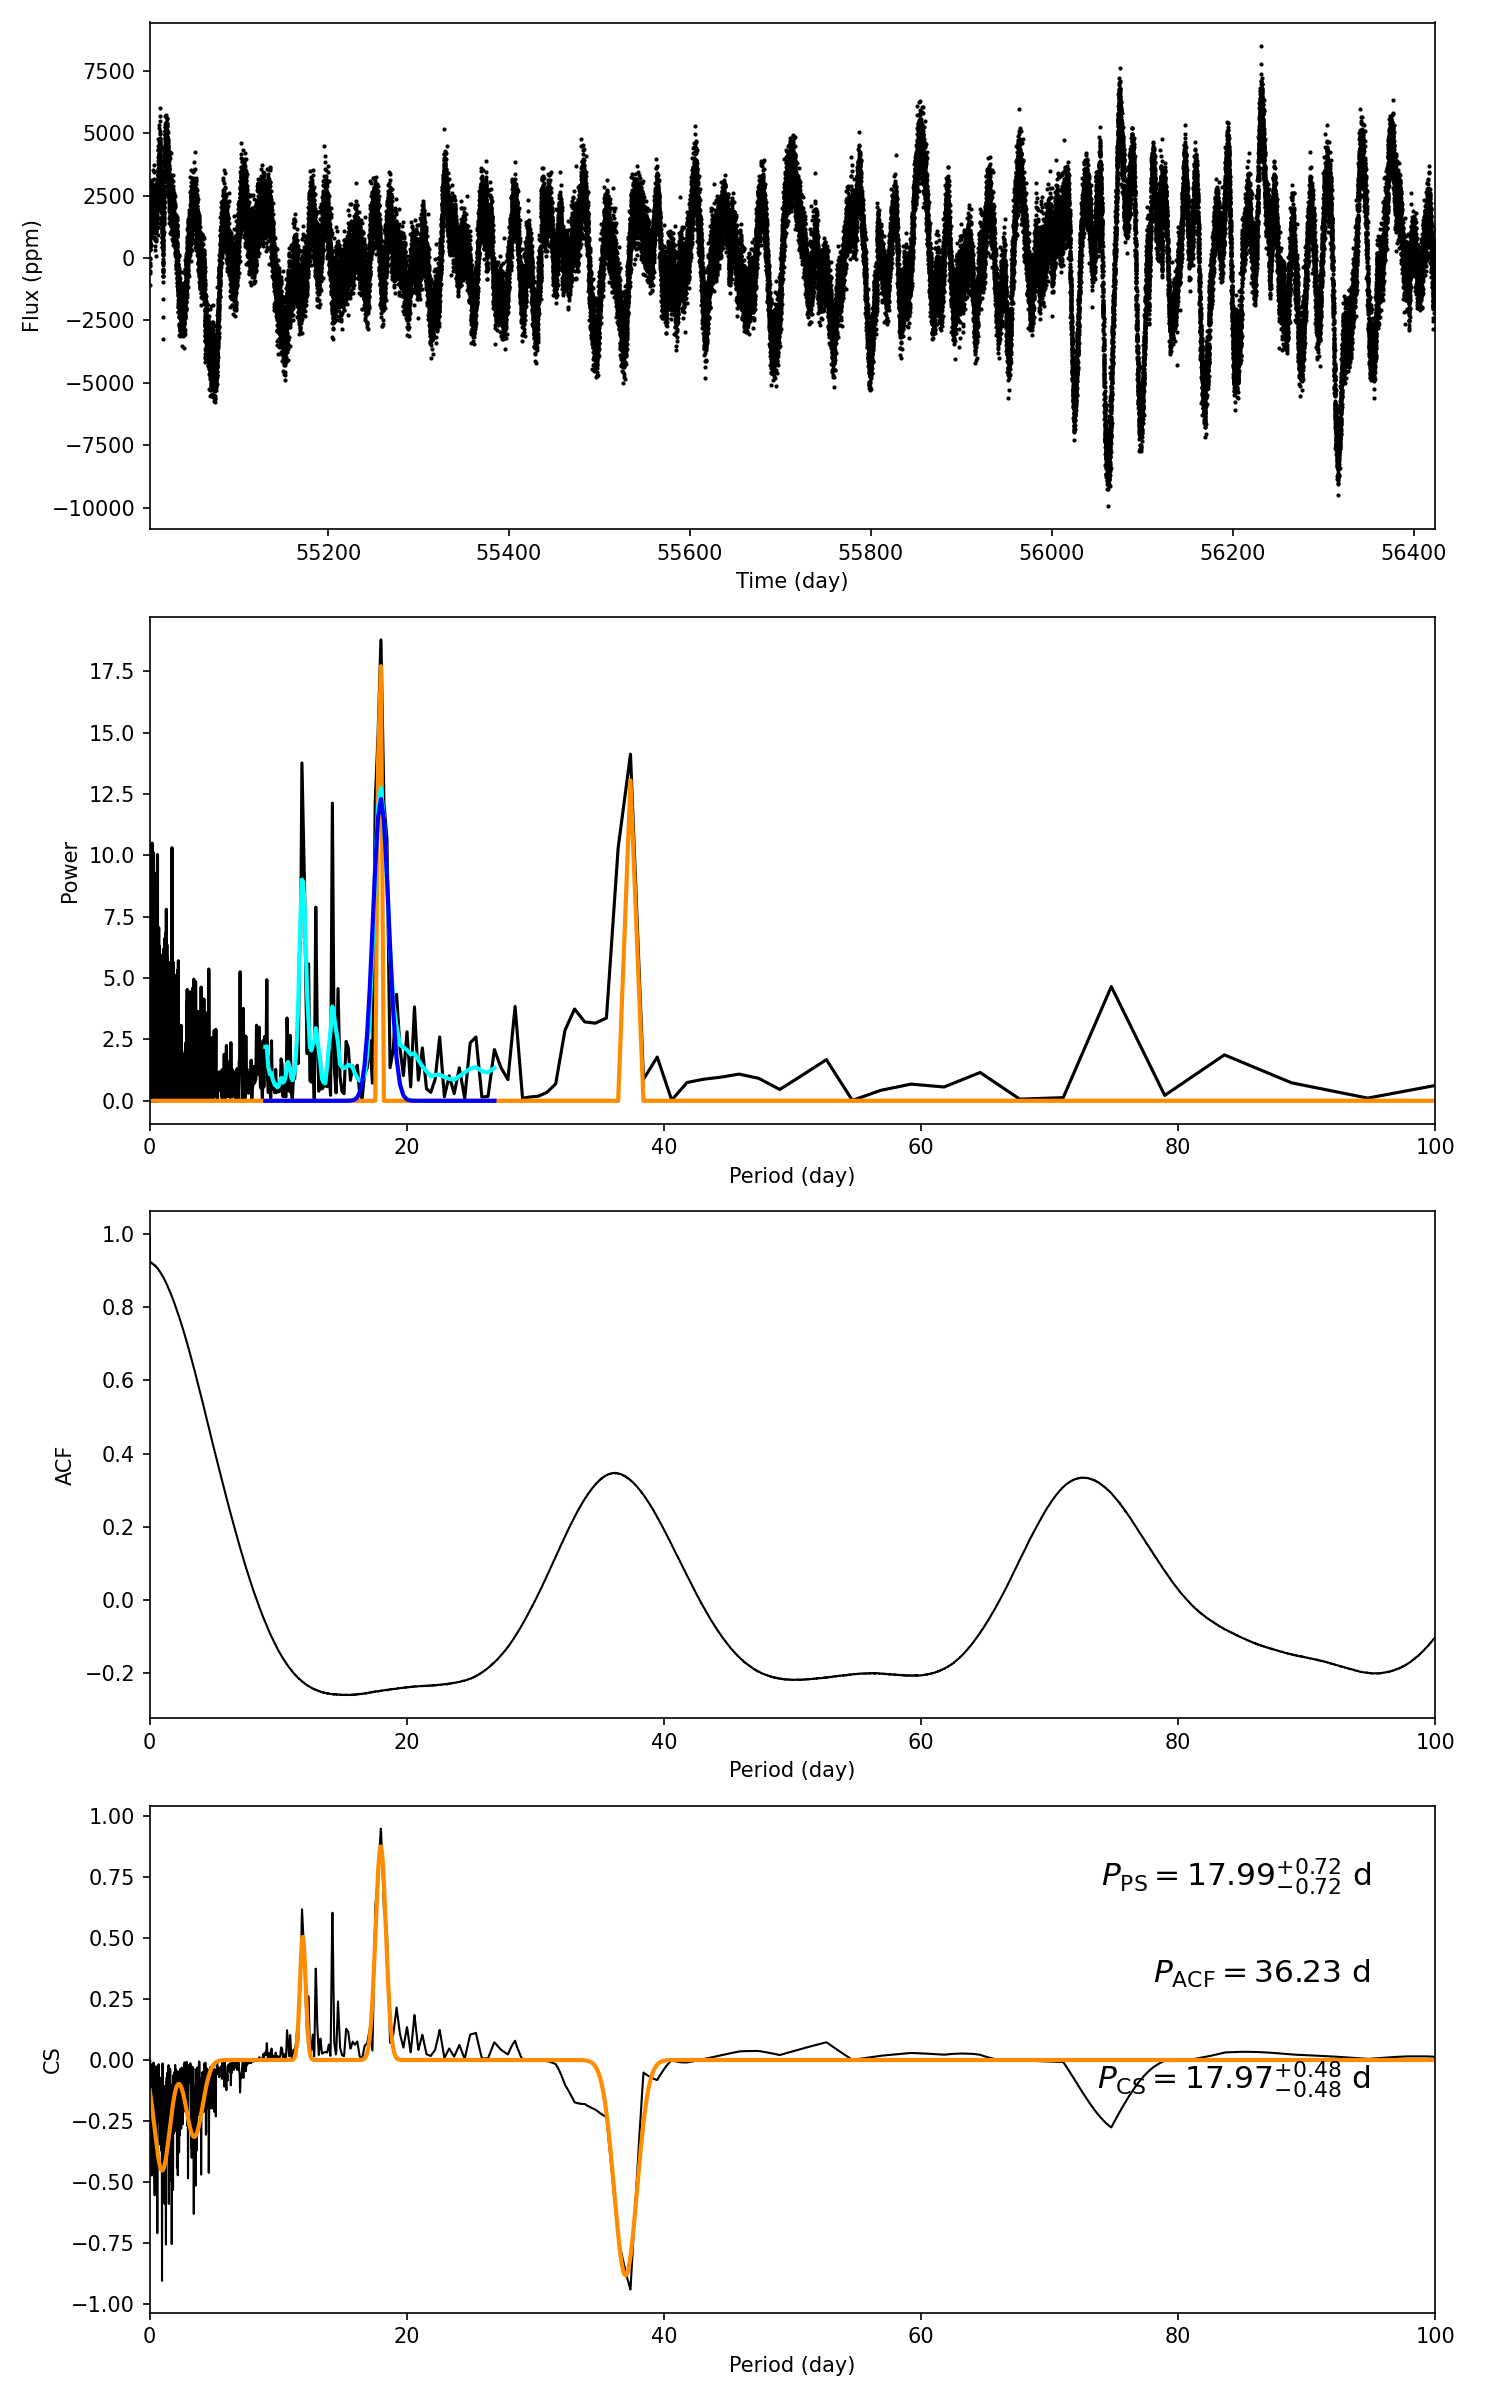 7500
5000
2500
0
−2500
−5000
−7500
−10000
Flux (ppm)
55200 55400 55600 55800 56000 56200 56400
Time (day)
17.5
15.0
12.5
10.0
7.5
5.0
2.5
0.0
Power
0 20 40 60 80 100
Period (day)
1.0
0.8
0.6
0.4
0.2
0.0
−0.2
ACF
0 20 40 60 80 100
Period (day)
1.00
0.75
0.50
0.25
0.00
−0.25
−0.50
−0.75
−1.00
CS
P_PS = 17.99^{+0.72}_{−0.72} d
P_ACF = 36.23 d
P_CS = 17.97^{+0.48}_{−0.48} d
0 20 40 60 80 100
Period (day)